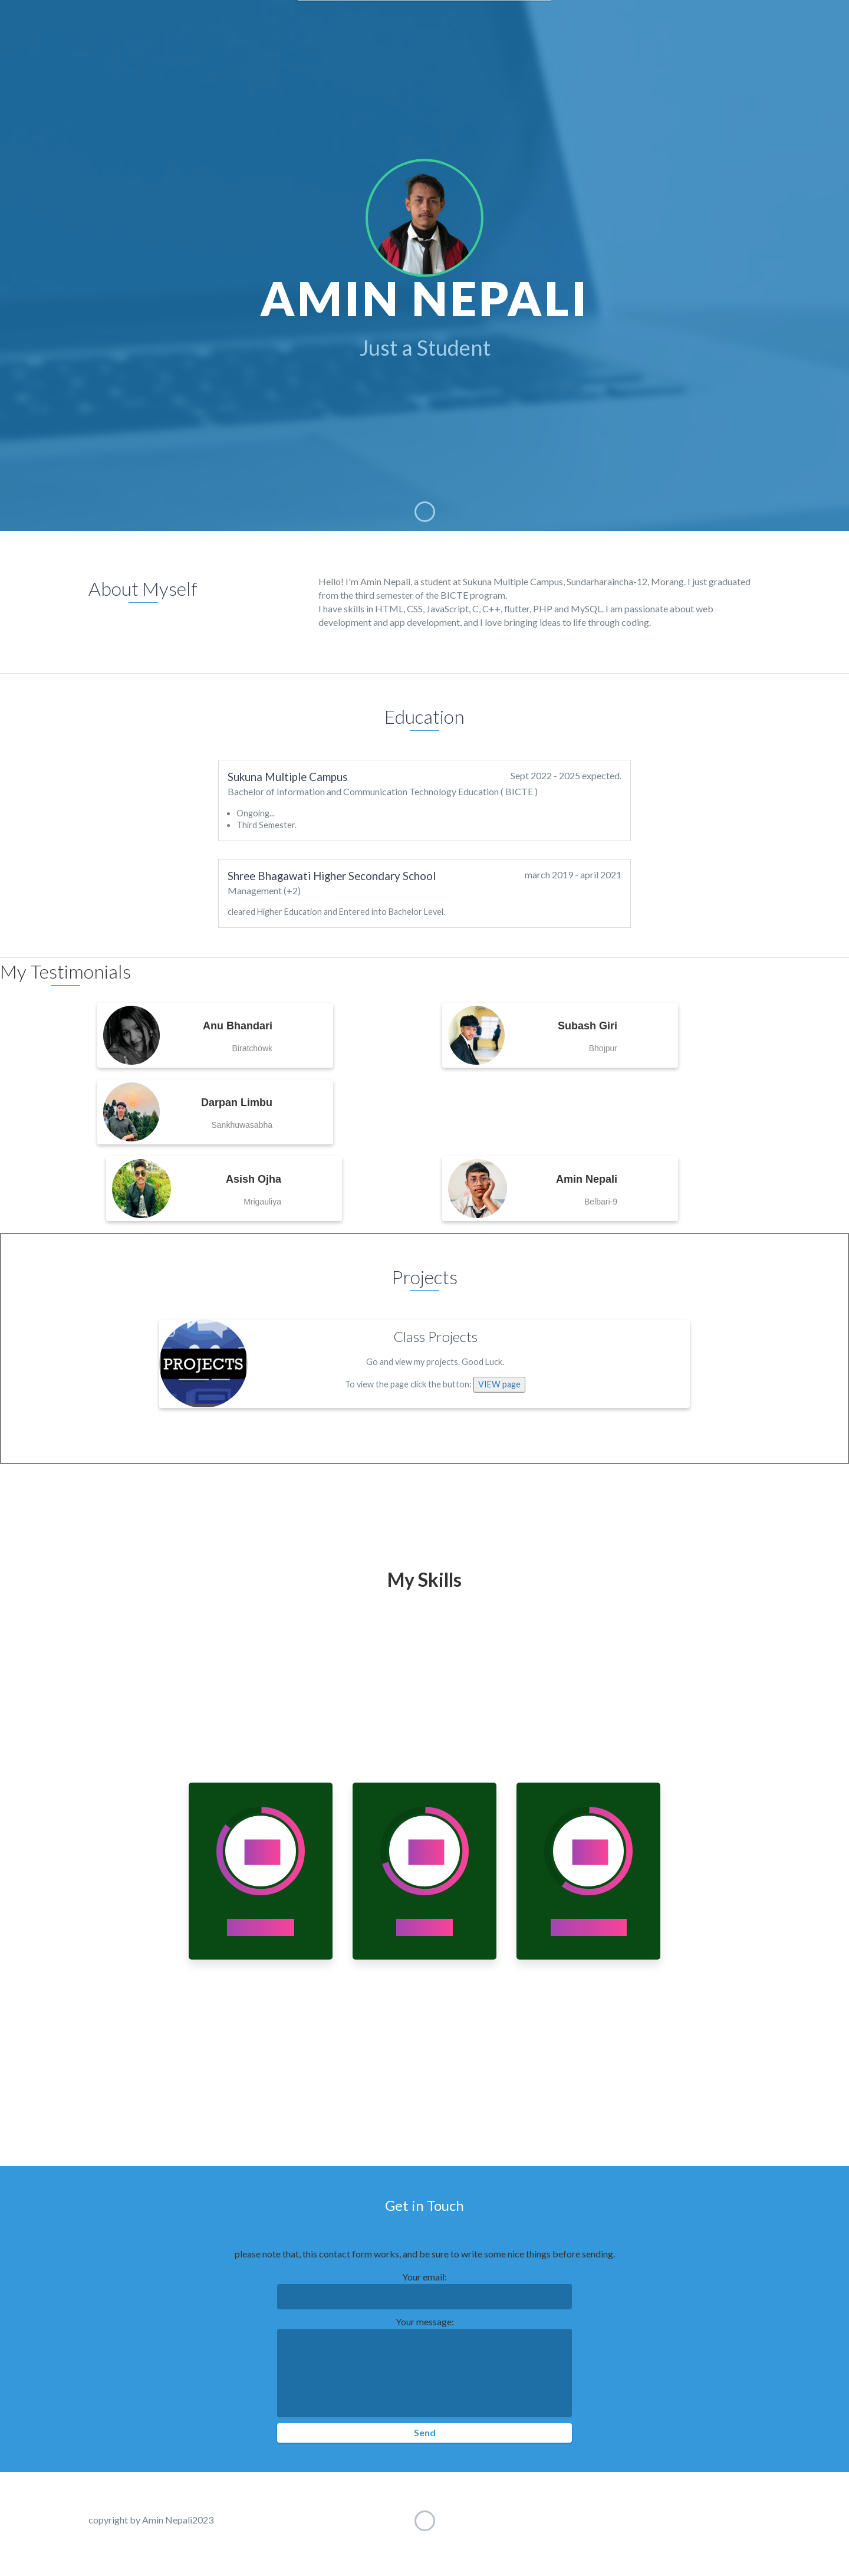 AMIN NEPALI
Just a Student
About Myself
Hello! I'm Amin Nepali, a student at Sukuna Multiple Campus, Sundarharaincha-12, Morang. I just graduated
from the third semester of the BICTE program.
I have skills in HTML, CSS, JavaScript, C, C++, flutter, PHP and MySQL. I am passionate about web
development and app development, and I love bringing ideas to life through coding.
Education
Sukuna Multiple Campus
Sept 2022 - 2025 expected.
Bachelor of Information and Communication Technology Education ( BICTE )
Ongoing...
Third Semester.
Shree Bhagawati Higher Secondary School
march 2019 - april 2021
Management (+2)
cleared Higher Education and Entered into Bachelor Level.
My Testimonials
Anu Bhandari
Biratchowk
Subash Giri
Bhojpur
Darpan Limbu
Sankhuwasabha
Asish Ojha
Mrigauliya
Amin Nepali
Belbari-9
Projects
PROJECTS
Class Projects
Go and view my projects. Good Luck.
To view the page click the button: VIEW page
My Skills
Get in Touch
please note that, this contact form works, and be sure to write some nice things before sending.
Your email:
Your message:
Send
copyright by Amin Nepali2023